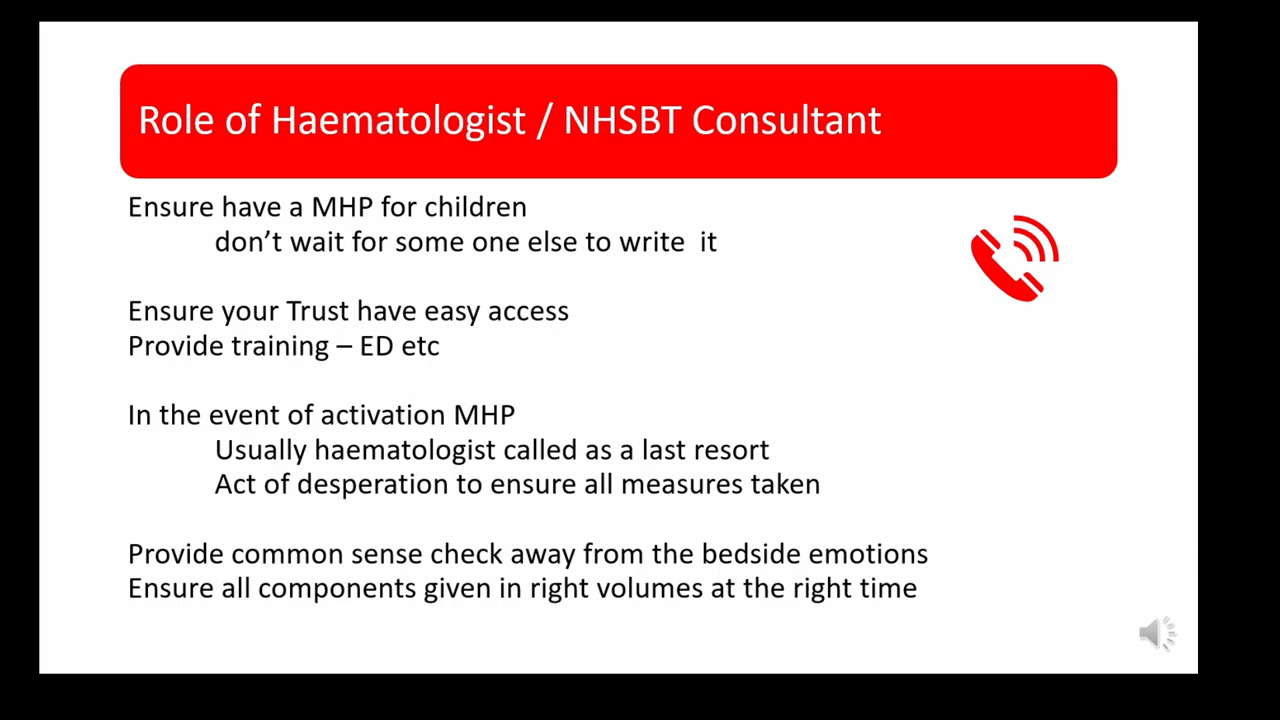 Role of Haematologist / NHSBT Consultant
Ensure have a MHP for children
don’t wait for some one else to write it
Ensure your Trust have easy access
Provide training – ED etc
In the event of activation MHP
Usually haematologist called as a last resort
Act of desperation to ensure all measures taken
Provide common sense check away from the bedside emotions
Ensure all components given in right volumes at the right time